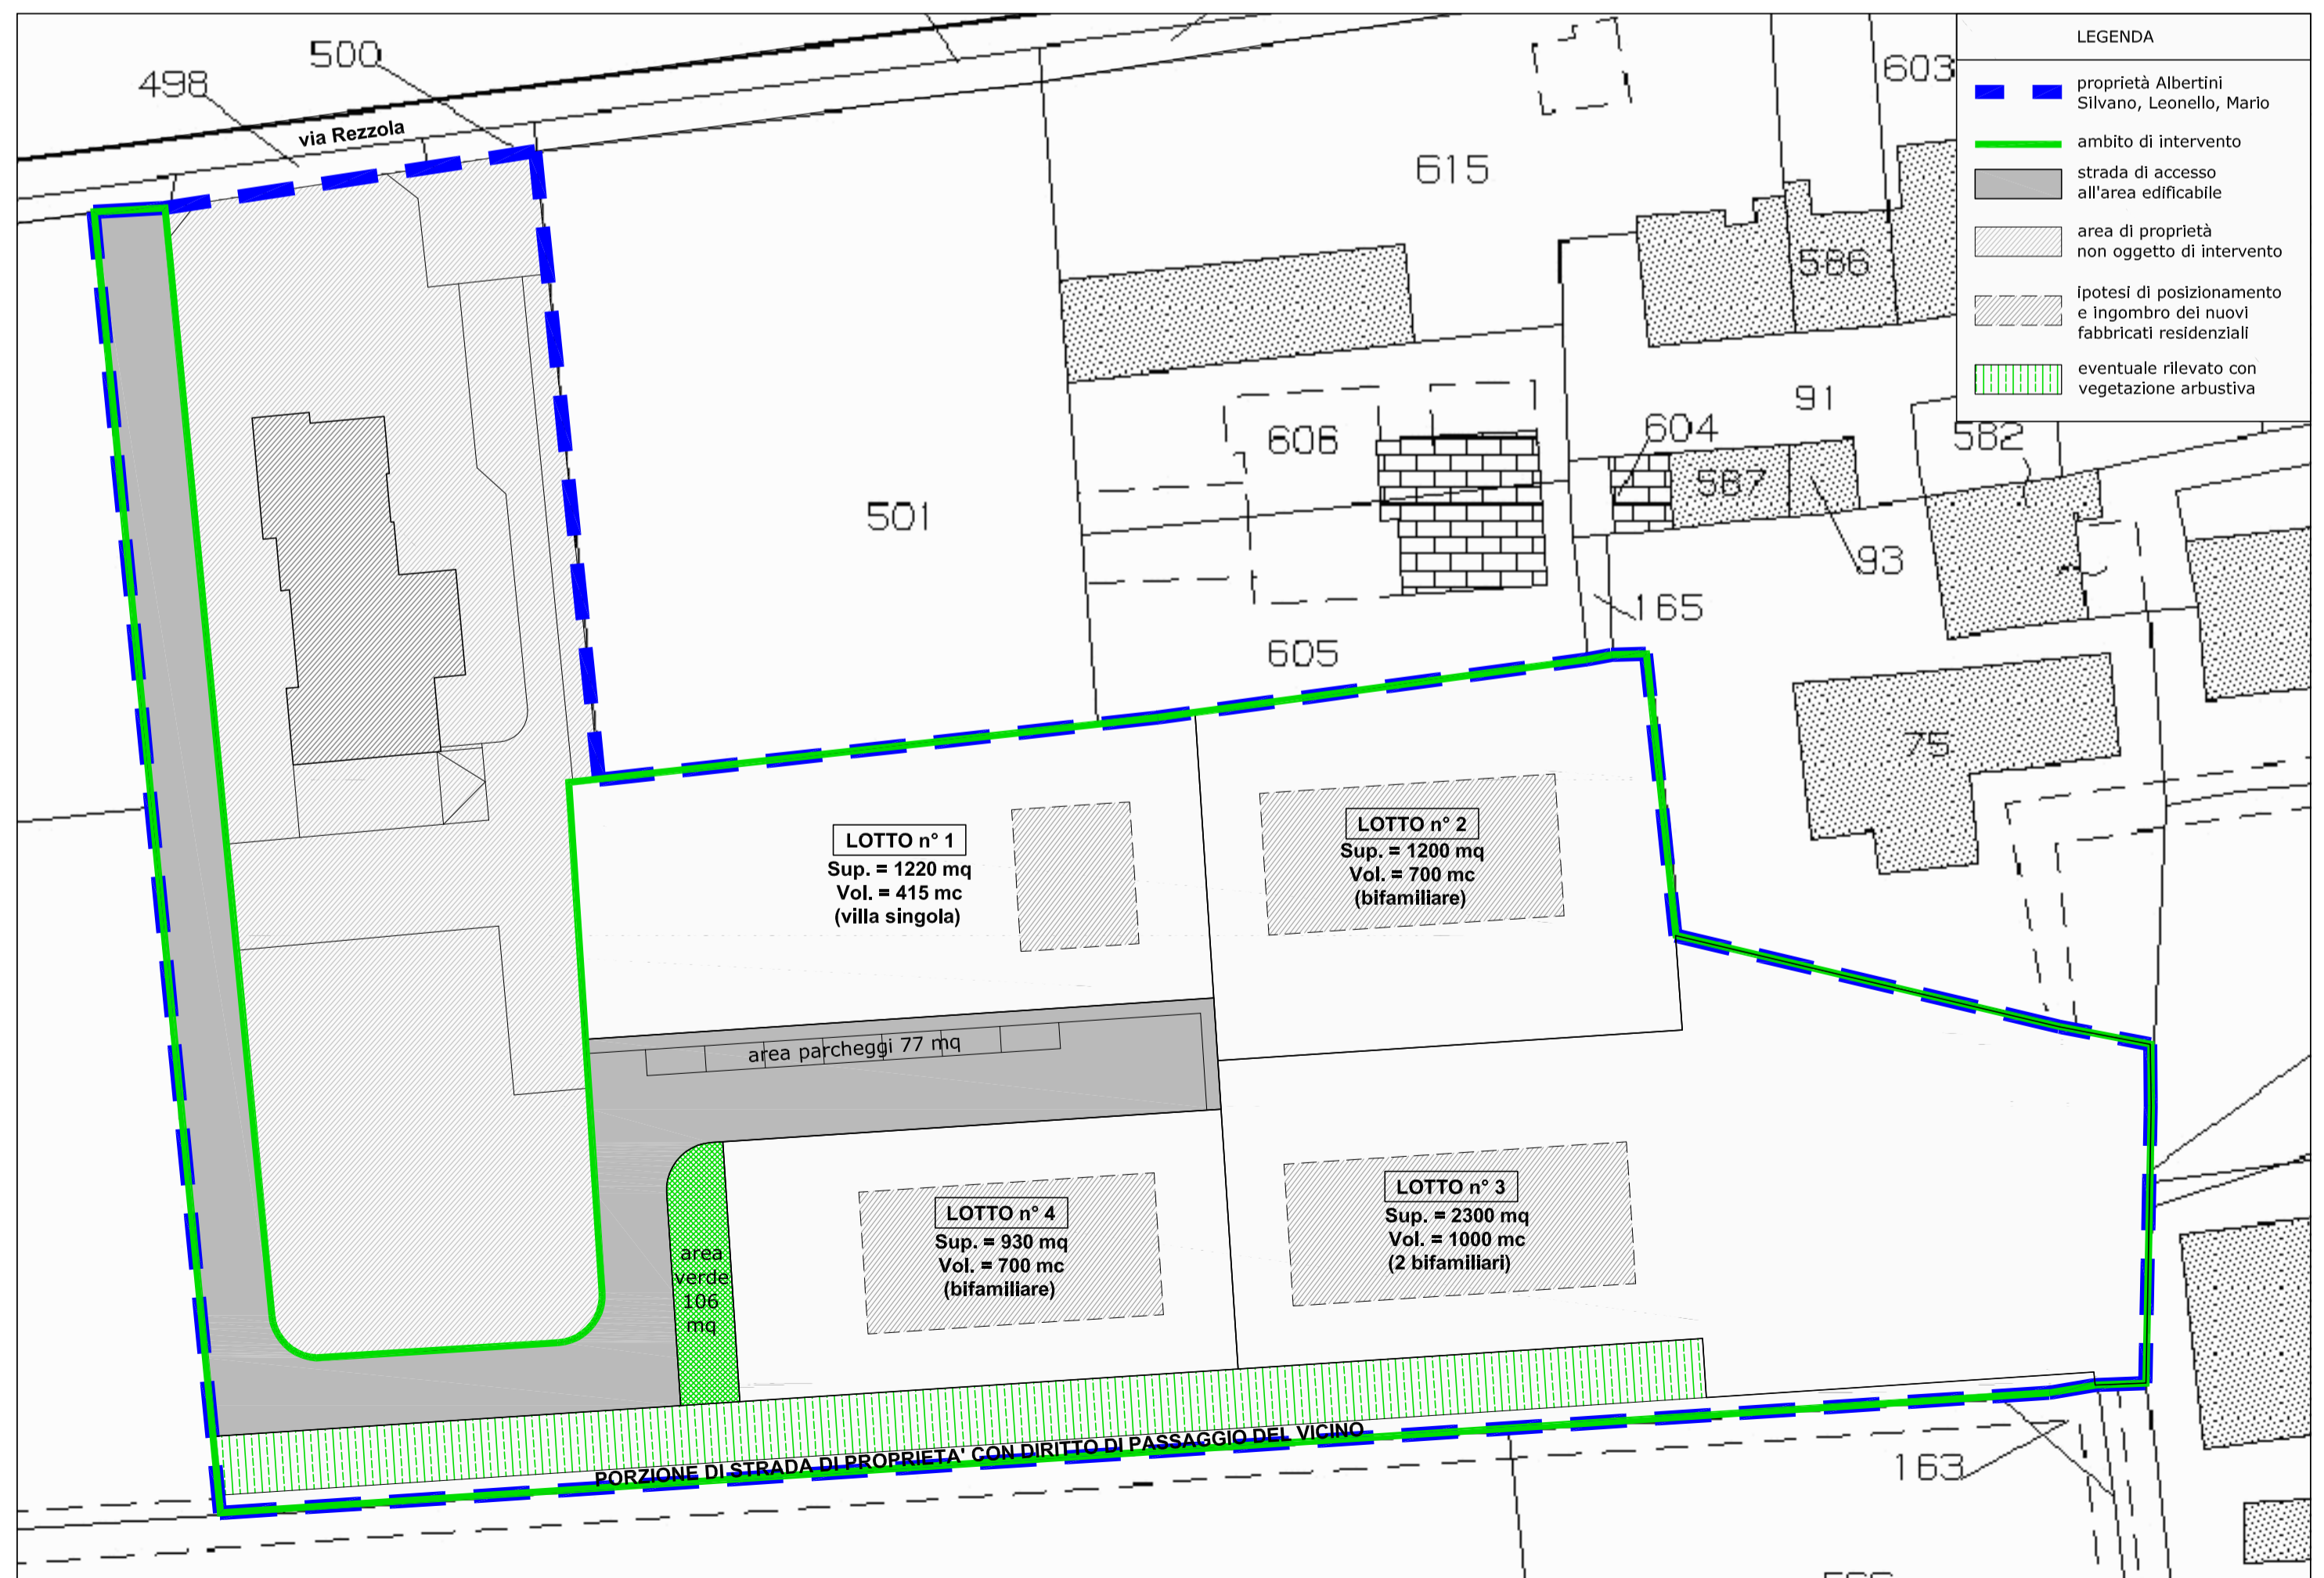 500
498
via Rezzola
603
LEGENDA
proprietà Albertini
Silvano, Leonello, Mario
ambito di intervento
strada di accesso
all'area edificabile
area di proprietà
non oggetto di intervento
ipotesi di posizionamento
e ingombro dei nuovi
fabbricati residenziali
eventuale rilevato con
vegetazione arbustiva
615
586
91
604
606
582
587
501
93
165
605
75
LOTTO n° 1
Sup. = 1220 mq
Vol. = 415 mc
(villa singola)
LOTTO n° 2
Sup. = 1200 mq
Vol. = 700 mc
(bifamiliare)
area parcheggi 77 mq
LOTTO n° 3
Sup. = 2300 mq
Vol. = 1000 mc
(2 bifamiliari)
LOTTO n° 4
Sup. = 930 mq
Vol. = 700 mc
(bifamiliare)
area
verde
106
mq
PORZIONE DI STRADA DI PROPRIETA' CON DIRITTO DI PASSAGGIO DEL VICINO
163